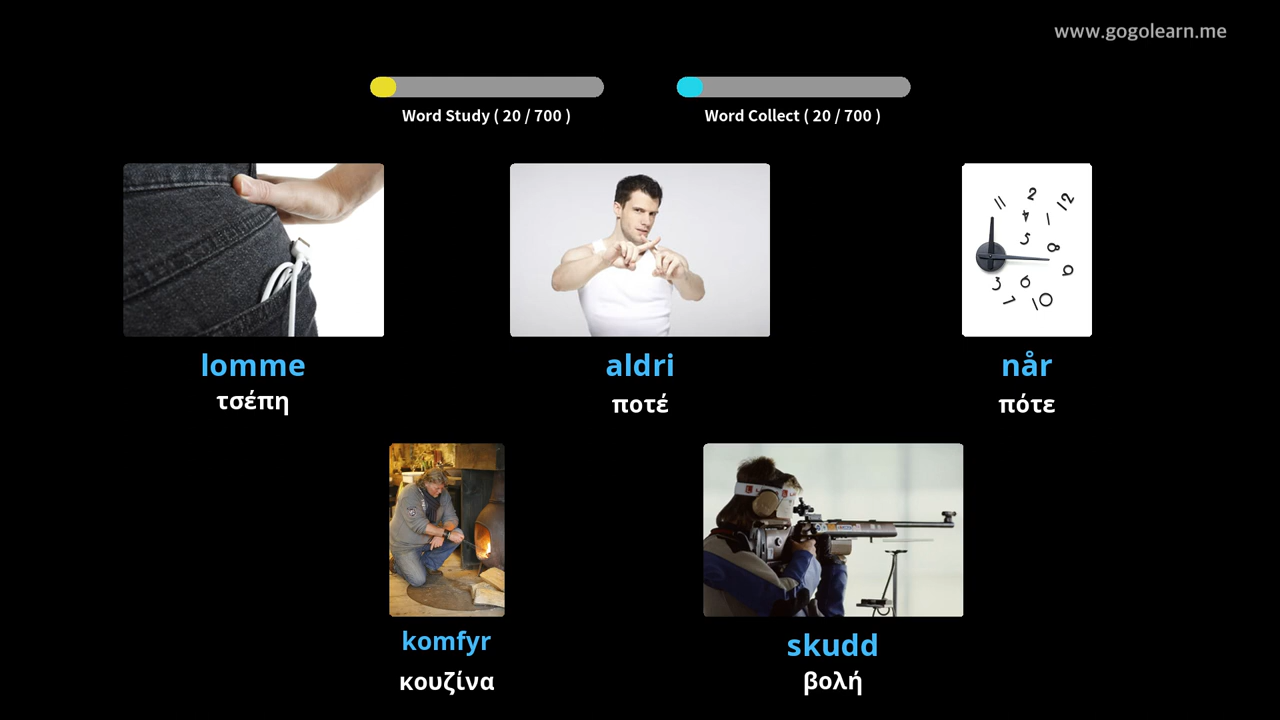 www.gogolearn.me
Word Study ( 20 / 700 )
Word Collect ( 20 / 700 )
lomme
τσέπη
aldri
ποτέ
når
πότε
komfyr
κουζίνα
skudd
βολή